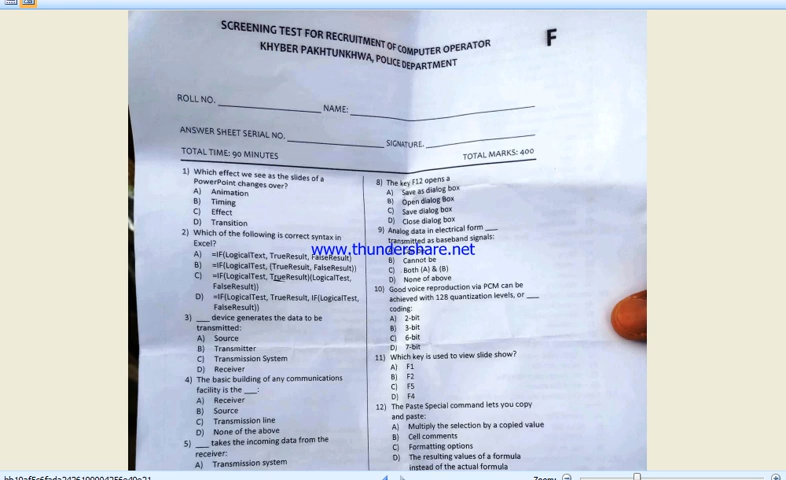 SCREENING TEST FOR RECRUITMENT OF COMPUTER OPERATOR
KHYBER PAKHTUNKHWA, POLICE DEPARTMENT
F
ROLL NO. NAME:
ANSWER SHEET SERIAL NO. SIGNATURE.
TOTAL TIME: 90 MINUTES TOTAL MARKS: 400
1) Which effect we see as the slides of a
PowerPoint changes over?
A) Animation
B) Timing
C) Effect
D) Transition
2) Which of the following is correct syntax in
Excel?
A) =IF(LogicalText, TrueResult, FalseResult)
B) =IF(LogicalTest, (TrueResult, FalseResult))
C) =IF(LogicalTest, TrueResult)(LogicalTest,
FalseResult))
D) =IF(LogicalTest, TrueResult, IF(LogicalTest,
FalseResult))
3) ___ device generates the data to be
transmitted:
A) Source
B) Transmitter
C) Transmission System
D) Receiver
4) The basic building of any communications
facility is the ___:
A) Receiver
B) Source
C) Transmission line
D) None of the above
5) ___ takes the incoming data from the
receiver:
A) Transmission system
8) The key F12 opens a
A) Save as dialog box
B) Open dialog Box
C) Save dialog box
D) Close dialog box
9) Analog data in electrical form ___
transmitted as baseband signals:
www.thundershare.net
B) Cannot be
C) Both (A) & (B)
D) None of above
10) Good voice reproduction via PCM can be
achieved with 128 quantization levels, or ___
coding:
A) 2-bit
B) 3-bit
C) 6-bit
D) 7-bit
11) Which key is used to view slide show?
A) F1
B) F2
C) F5
D) F4
12) The Paste Special command lets you copy
and paste:
A) Multiply the selection by a copied value
B) Cell comments
C) Formatting options
D) The resulting values of a formula
instead of the actual formula